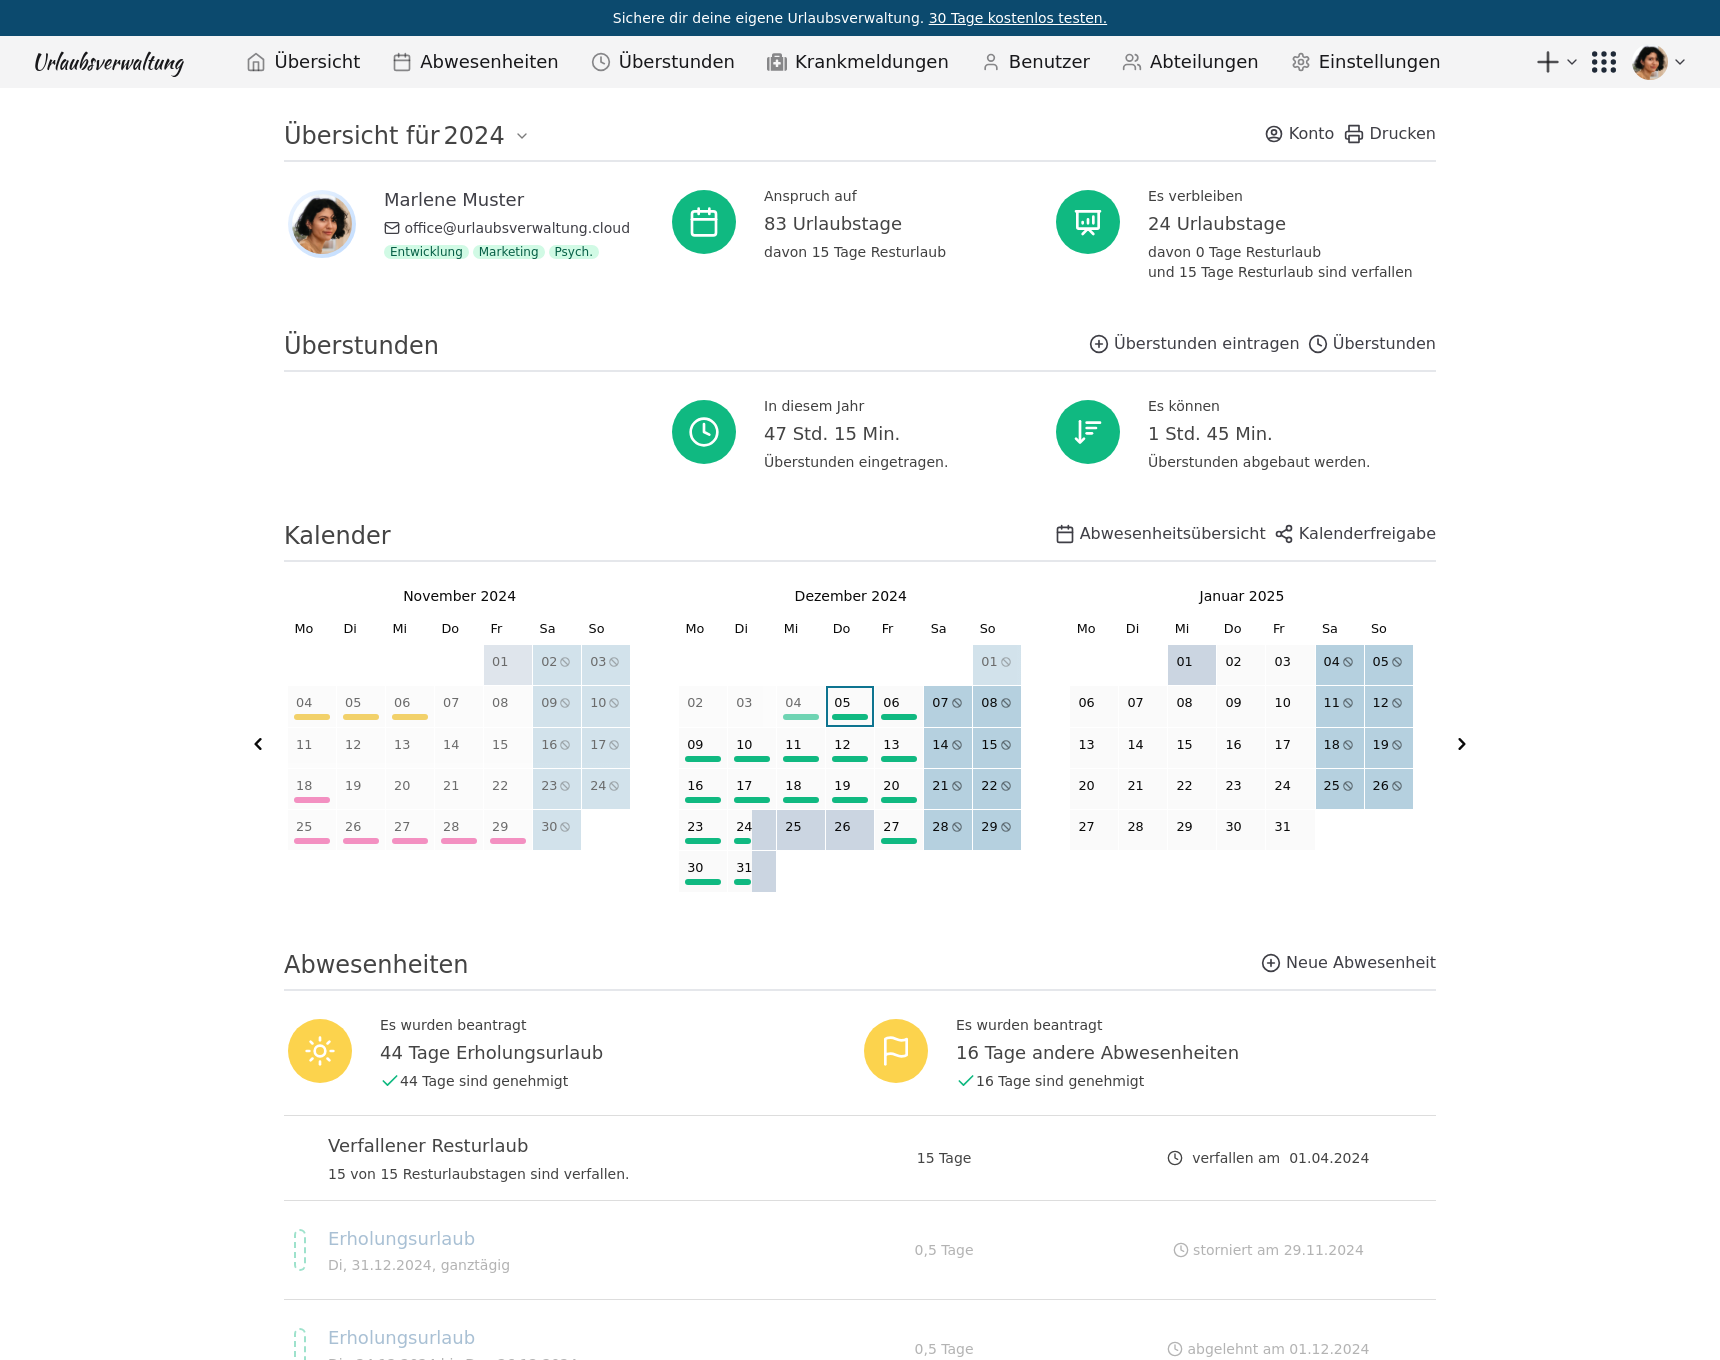 Sichere dir deine eigene Urlaubsverwaltung. 30 Tage kostenlos testen.
Urlaubsverwaltung Übersicht Abwesenheiten Überstunden Krankmeldungen Benutzer Abteilungen Einstellungen
Übersicht für 2024 Konto Drucken
Marlene Muster
office@urlaubsverwaltung.cloud
Entwicklung Marketing Psych.
Anspruch auf
83 Urlaubstage
davon 15 Tage Resturlaub
Es verbleiben
24 Urlaubstage
davon 0 Tage Resturlaub
und 15 Tage Resturlaub sind verfallen
Überstunden Überstunden eintragen Überstunden
In diesem Jahr
47 Std. 15 Min.
Überstunden eingetragen.
Es können
1 Std. 45 Min.
Überstunden abgebaut werden.
Kalender Abwesenheitsübersicht Kalenderfreigabe
November 2024
Mo Di Mi Do Fr Sa So
01 02 03
04 05 06 07 08 09 10
11 12 13 14 15 16 17
18 19 20 21 22 23 24
25 26 27 28 29 30
Dezember 2024
Mo Di Mi Do Fr Sa So
01
02 03 04 05 06 07 08
09 10 11 12 13 14 15
16 17 18 19 20 21 22
23 24 25 26 27 28 29
30 31
Januar 2025
Mo Di Mi Do Fr Sa So
01 02 03 04 05
06 07 08 09 10 11 12
13 14 15 16 17 18 19
20 21 22 23 24 25 26
27 28 29 30 31
Abwesenheiten Neue Abwesenheit
Es wurden beantragt
44 Tage Erholungsurlaub
44 Tage sind genehmigt
Es wurden beantragt
16 Tage andere Abwesenheiten
16 Tage sind genehmigt
Verfallener Resturlaub
15 von 15 Resturlaubstagen sind verfallen.
15 Tage
verfallen am 01.04.2024
Erholungsurlaub
Di, 31.12.2024, ganztägig
0,5 Tage
storniert am 29.11.2024
Erholungsurlaub
0,5 Tage
abgelehnt am 01.12.2024